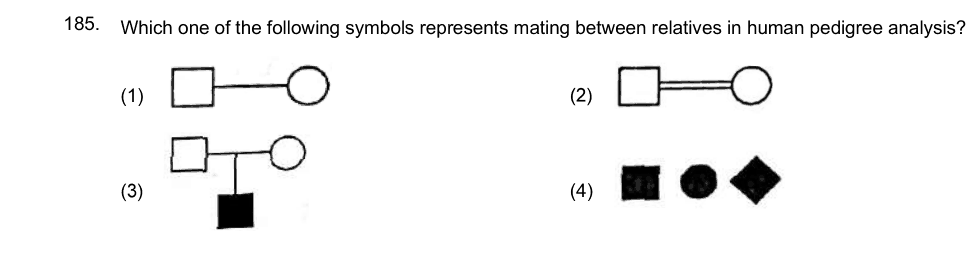 185. Which one of the following symbols represents mating between relatives in human pedigree analysis?
(1) (2)
(3) (4)